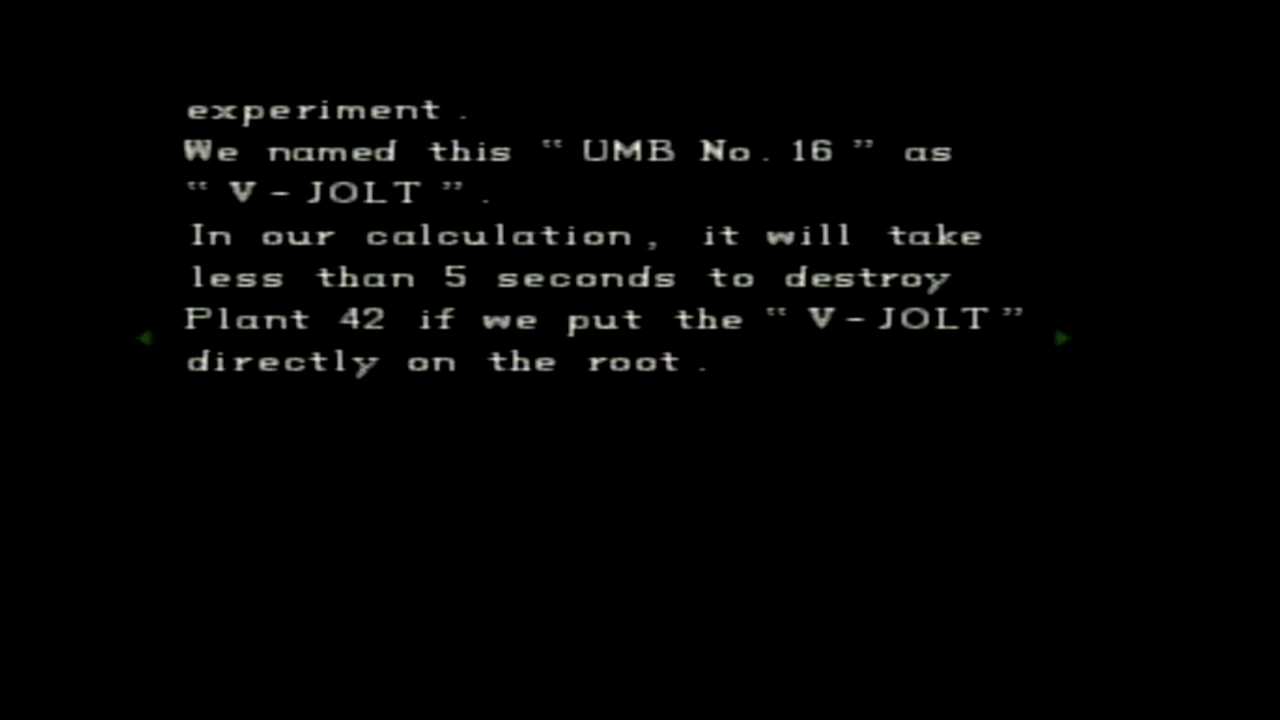 experiment.
We named this "UMB No.16" as
"V-JOLT".
In our calculation, it will take
less than 5 seconds to destroy
Plant 42 if we put the "V-JOLT"
directly on the root.